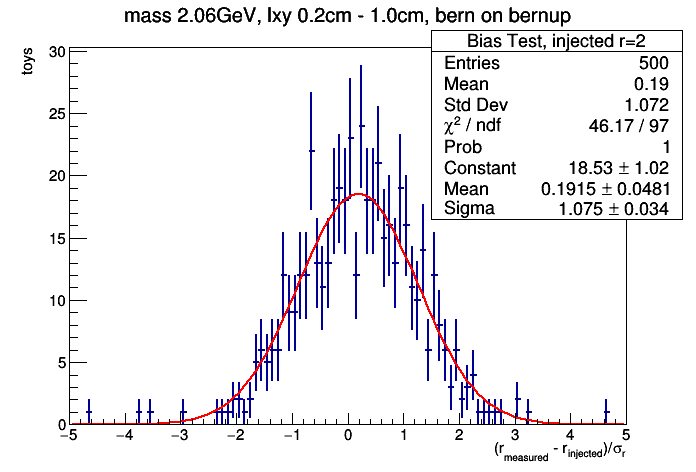 mass 2.06GeV, lxy 0.2cm - 1.0cm, bern on bernup
Bias Test, injected r=2
Entries 500
Mean 0.19
Std Dev 1.072
χ² / ndf 46.17 / 97
Prob 1
Constant 18.53 ± 1.02
Mean 0.1915 ± 0.0481
Sigma 1.075 ± 0.034
toys
30
25
20
15
10
5
0
−5 −4 −3 −2 −1 0 1 2 3 4 5
(r_measured - r_injected)/σ_r